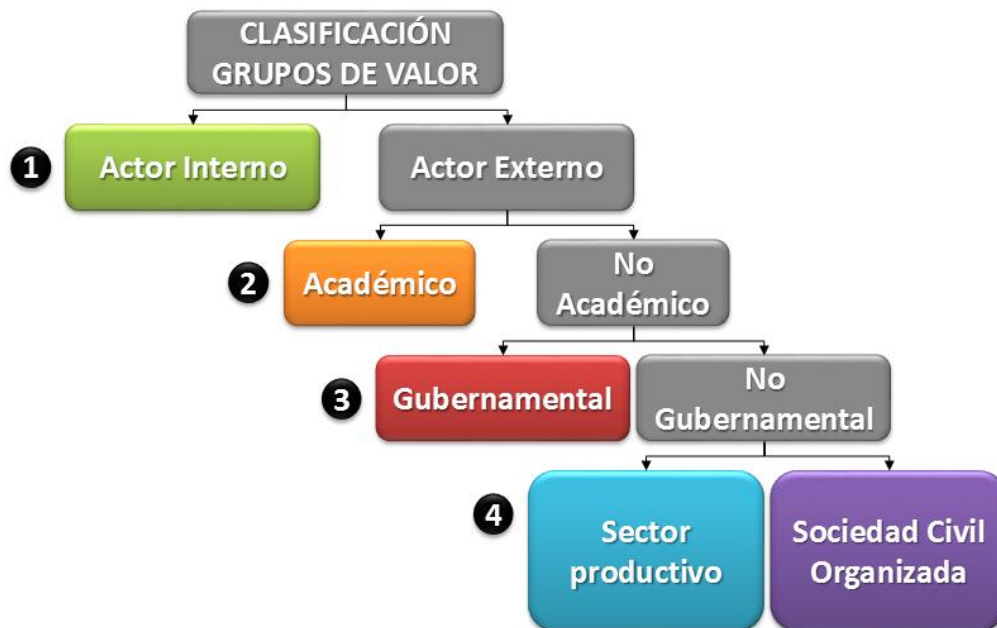 CLASIFICACIÓN
GRUPOS DE VALOR
1
Actor Interno
Actor Externo
2
Académico
No
Académico
3
Gubernamental
No
Gubernamental
4
Sector
productivo
Sociedad Civil
Organizada